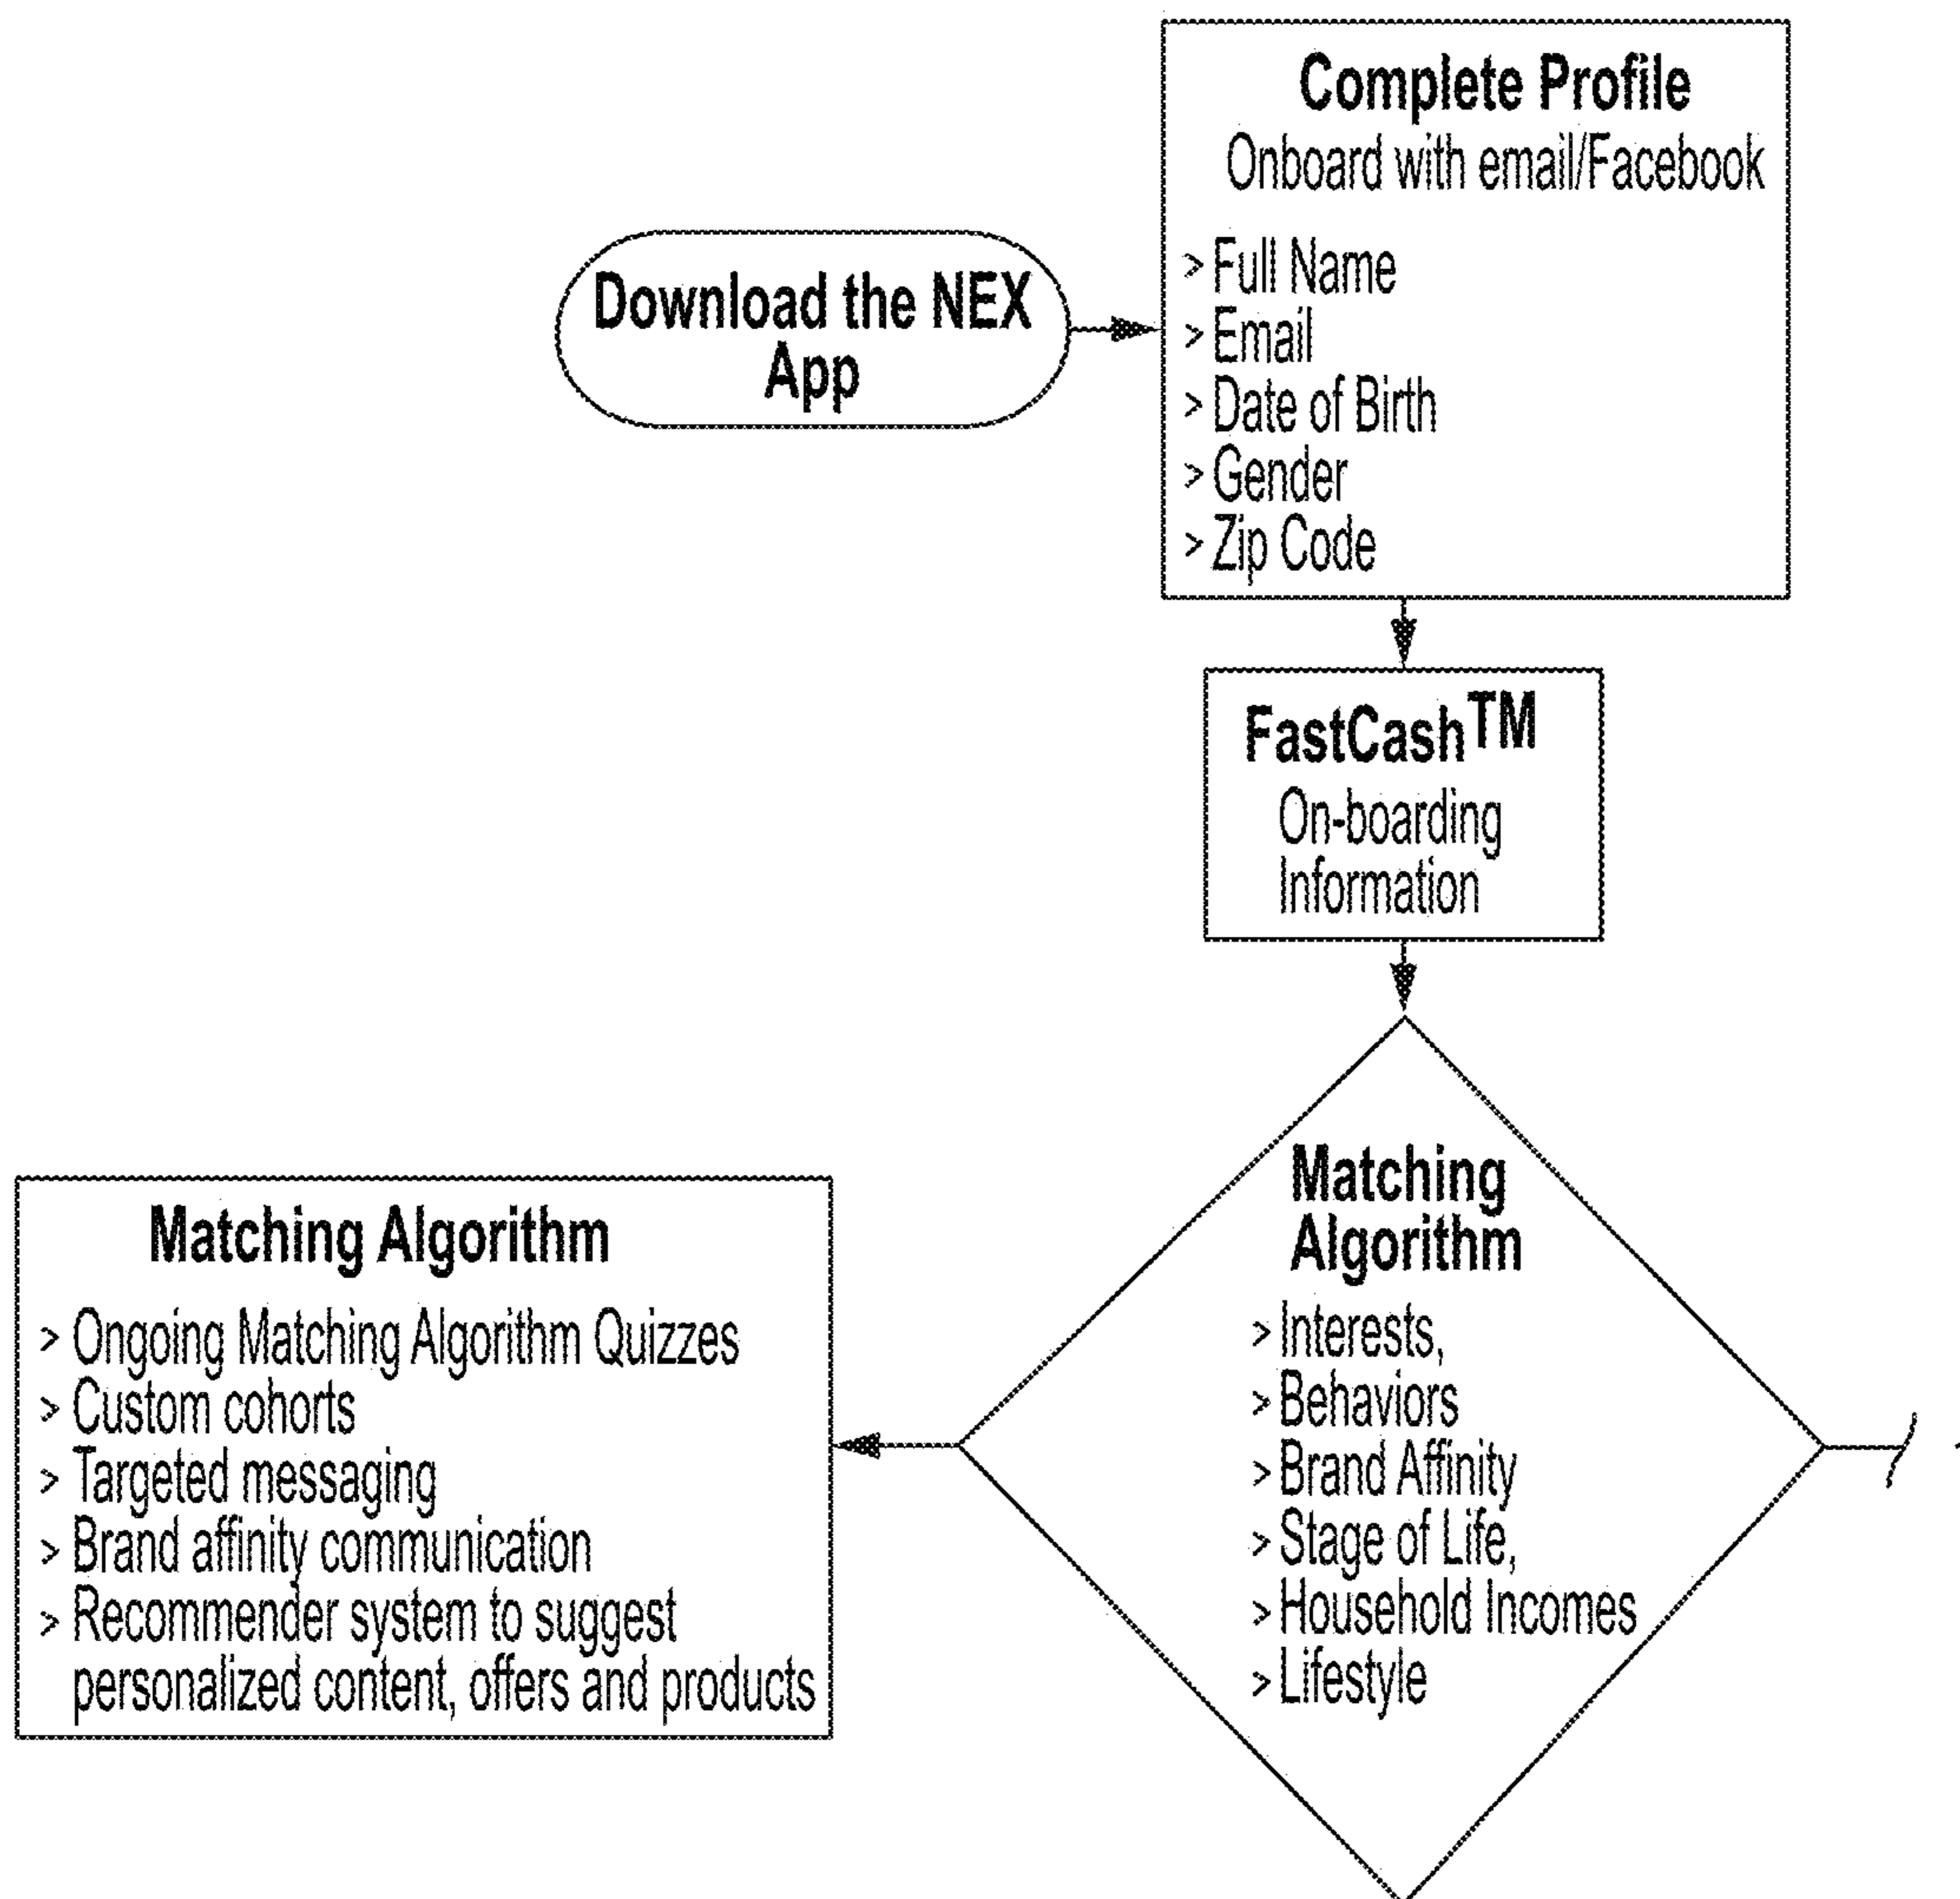 Complete Profile
Onboard with email/Facebook
> Full Name
> Email
> Date of Birth
> Gender
> Zip Code
Download the NEX
App
FastCash™
On-boarding
Information
Matching
Algorithm
> Interests,
> Behaviors
> Brand Affinity
> Stage of Life,
> Household Incomes
> Lifestyle
Matching Algorithm
> Ongoing Matching Algorithm Quizzes
> Custom cohorts
> Targeted messaging
> Brand affinity communication
> Recommender system to suggest
personalized content, offers and products